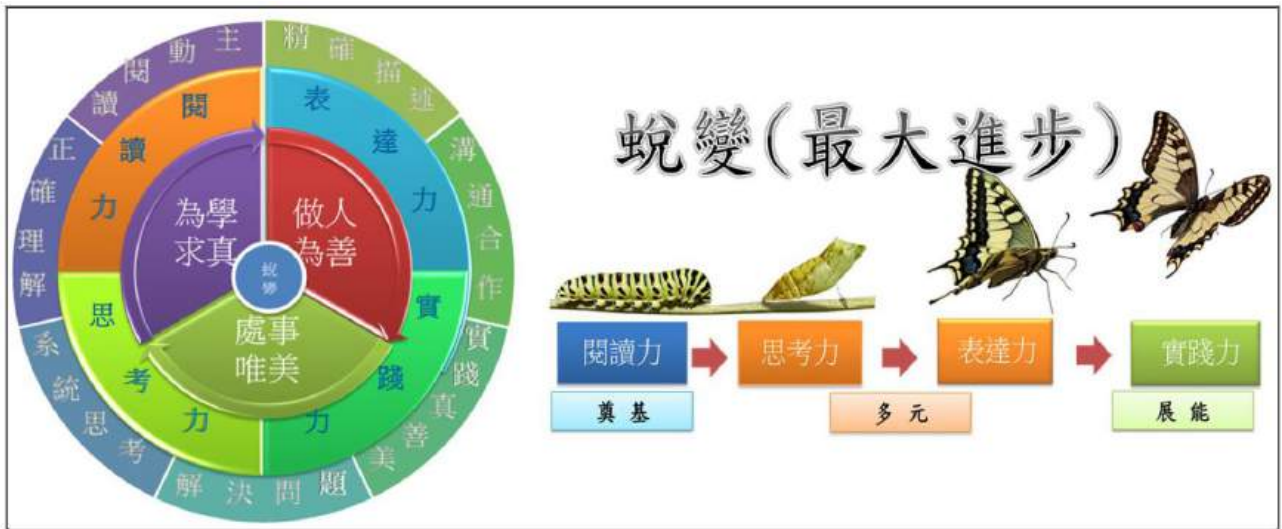 主動閱讀
精確描述
溝通合作
實踐真善美
解決問題
系統思考
正確理解
閱讀力
表達力
實踐力
思考力
為學
求真
做人
為善
處事
唯美
蛻變
蛻變(最大進步)
閱讀力
思考力
表達力
實踐力
奠基
多元
展能